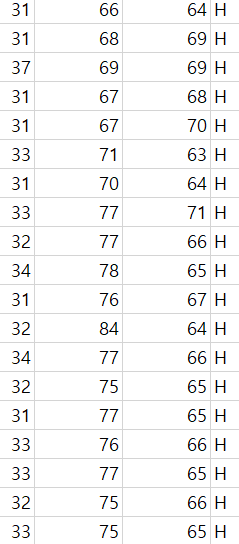 31 66 64 H
31 68 69 H
37 69 69 H
31 67 68 H
31 67 70 H
33 71 63 H
31 70 64 H
33 77 71 H
32 77 66 H
34 78 65 H
31 76 67 H
32 84 64 H
34 77 66 H
32 75 65 H
31 77 65 H
33 76 66 H
33 77 65 H
32 75 66 H
33 75 65 H